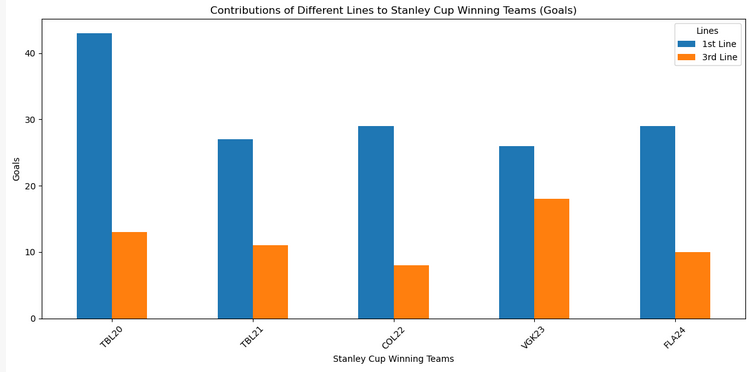 Contributions of Different Lines to Stanley Cup Winning Teams (Goals)
Lines
1st Line
3rd Line
Goals
40
30
20
10
0
TBL20
TBL21
COL22
VGK23
FLA24
Stanley Cup Winning Teams